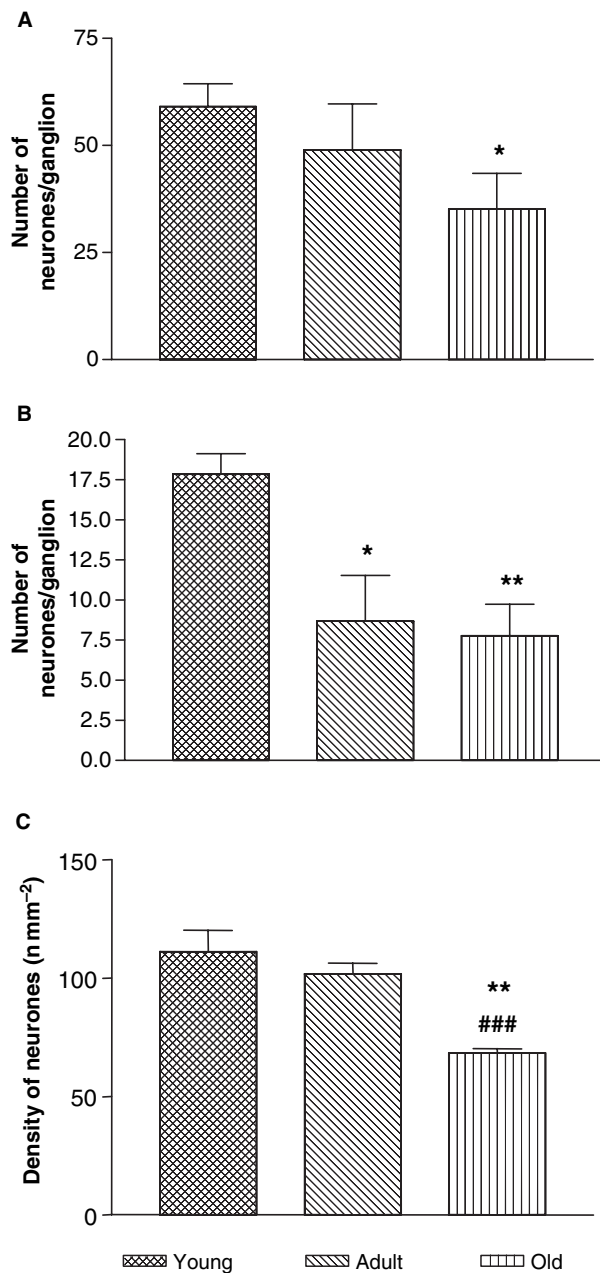 A
Number of
neurones/ganglion
75
50
25
0
*
B
Number of
neurones/ganglion
20.0
17.5
15.0
12.5
10.0
7.5
5.0
2.5
0.0
*
**
C
Density of neurones (n mm⁻²)
150
100
50
0
**
###
Young Adult Old